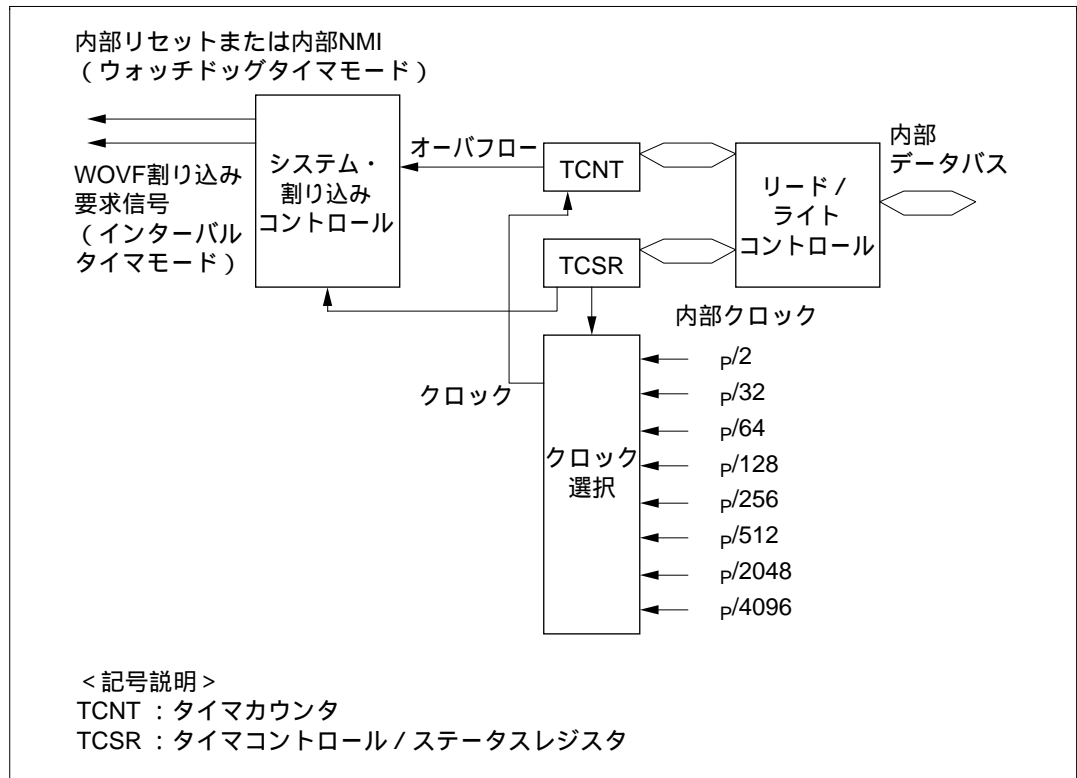 内部リセットまたは内部NMI
（ウォッチドッグタイマモード）
WOVF割り込み
要求信号
（インターバル
タイマモード）
システム・
割り込み
コントロール
オーバフロー
TCNT
TCSR
リード /
ライト
コントロール
内部
データバス
内部クロック
クロック
クロック
選択
P/2
P/32
P/64
P/128
P/256
P/512
P/2048
P/4096
＜記号説明＞
TCNT ：タイマカウンタ
TCSR ：タイマコントロール / ステータスレジスタ